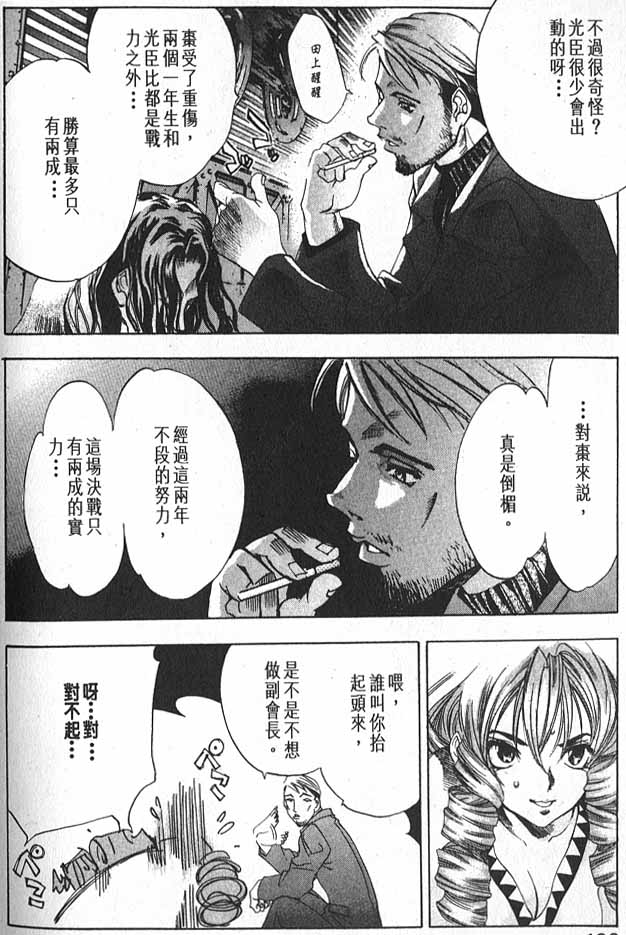 不過很奇怪？
光臣很少會出
動的呀…
田上醒醒
棗受了重傷，
兩個一年生和
光臣比都是戰
力之外…
勝算最多只
有兩成…
…對棗來説，
真是倒楣。
經過這兩年
不段的努力，
這場決戰只
有兩成的實
力…
喂，
誰叫你抬
起頭來，
是不是不想
做副會長。
呀…對…
對不起…
ペコ
ペコ